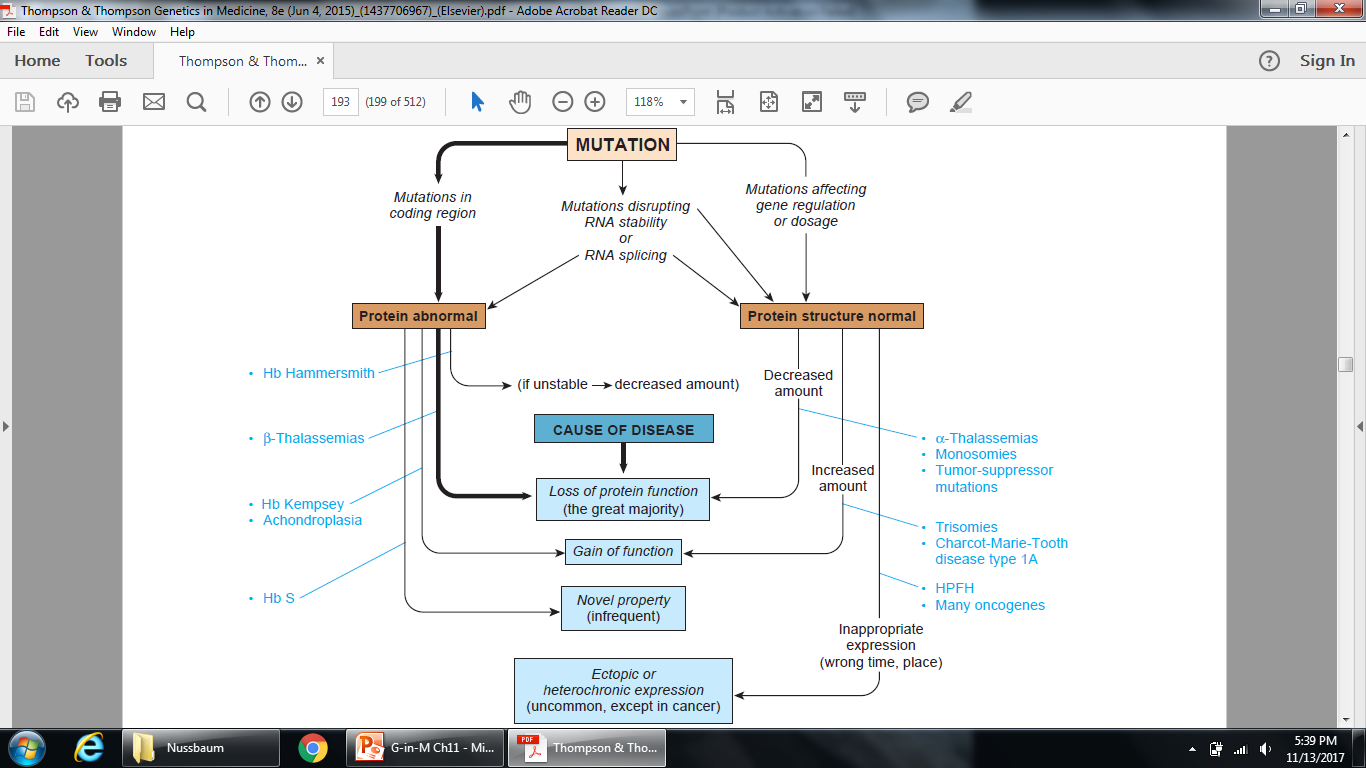 Thompson & Thompson Genetics in Medicine, 8e (Jun 4, 2015)_(1437706967)_(Elsevier).pdf - Adobe Acrobat Reader DC
File Edit View Window Help
Home Tools Thompson & Thom... × ? Sign In
193 (199 of 512) 118%
MUTATION
Mutations in
coding region
Mutations disrupting
RNA stability
or
RNA splicing
Mutations affecting
gene regulation
or dosage
Protein abnormal
Protein structure normal
• Hb Hammersmith
(if unstable → decreased amount)
Decreased
amount
CAUSE OF DISEASE
• β-Thalassemias
• α-Thalassemias
• Monosomies
• Tumor-suppressor
mutations
Increased
amount
Loss of protein function
(the great majority)
• Hb Kempsey
• Achondroplasia
• Trisomies
• Charcot-Marie-Tooth
disease type 1A
Gain of function
• HPFH
• Many oncogenes
• Hb S
Novel property
(infrequent)
Inappropriate
expression
(wrong time, place)
Ectopic or
heterochronic expression
(uncommon, except in cancer)
Nussbaum G-in-M Ch11 - Mi... PDF Thompson & Tho... 5:39 PM
11/13/2017